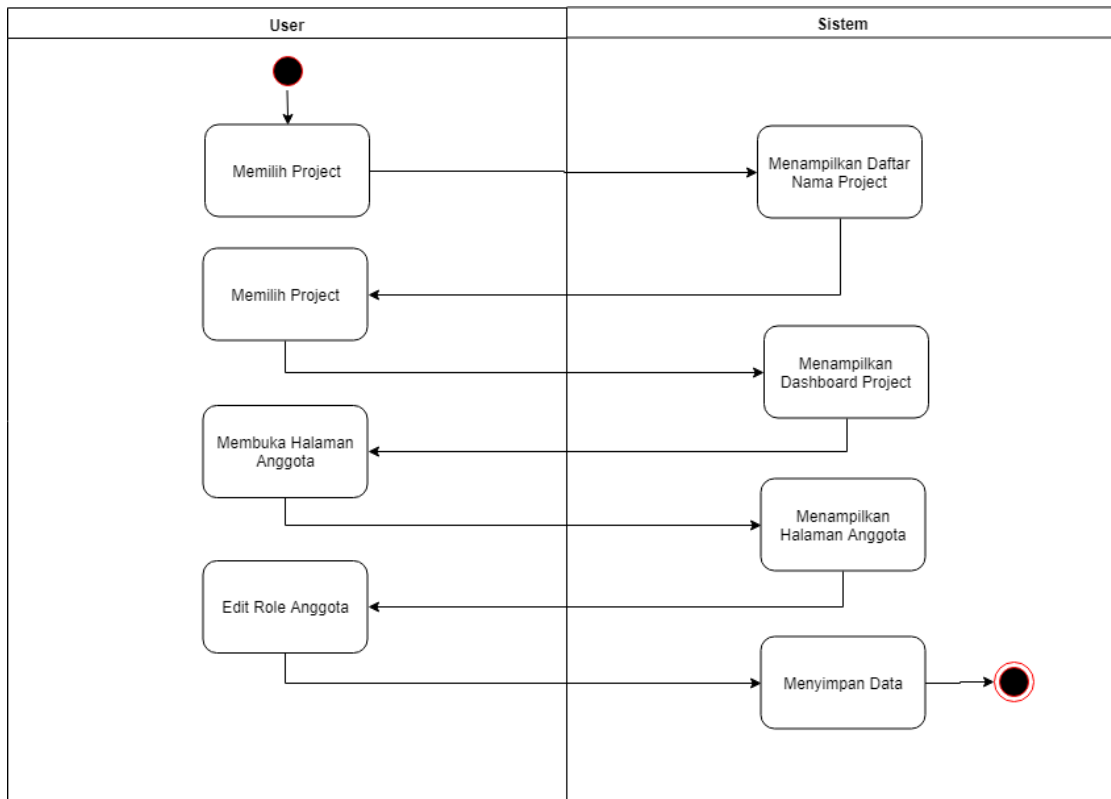 User
Sistem
Memilih Project
Menampilkan Daftar
Nama Project
Memilih Project
Menampilkan
Dashboard Project
Membuka Halaman
Anggota
Menampilkan
Halaman Anggota
Edit Role Anggota
Menyimpan Data